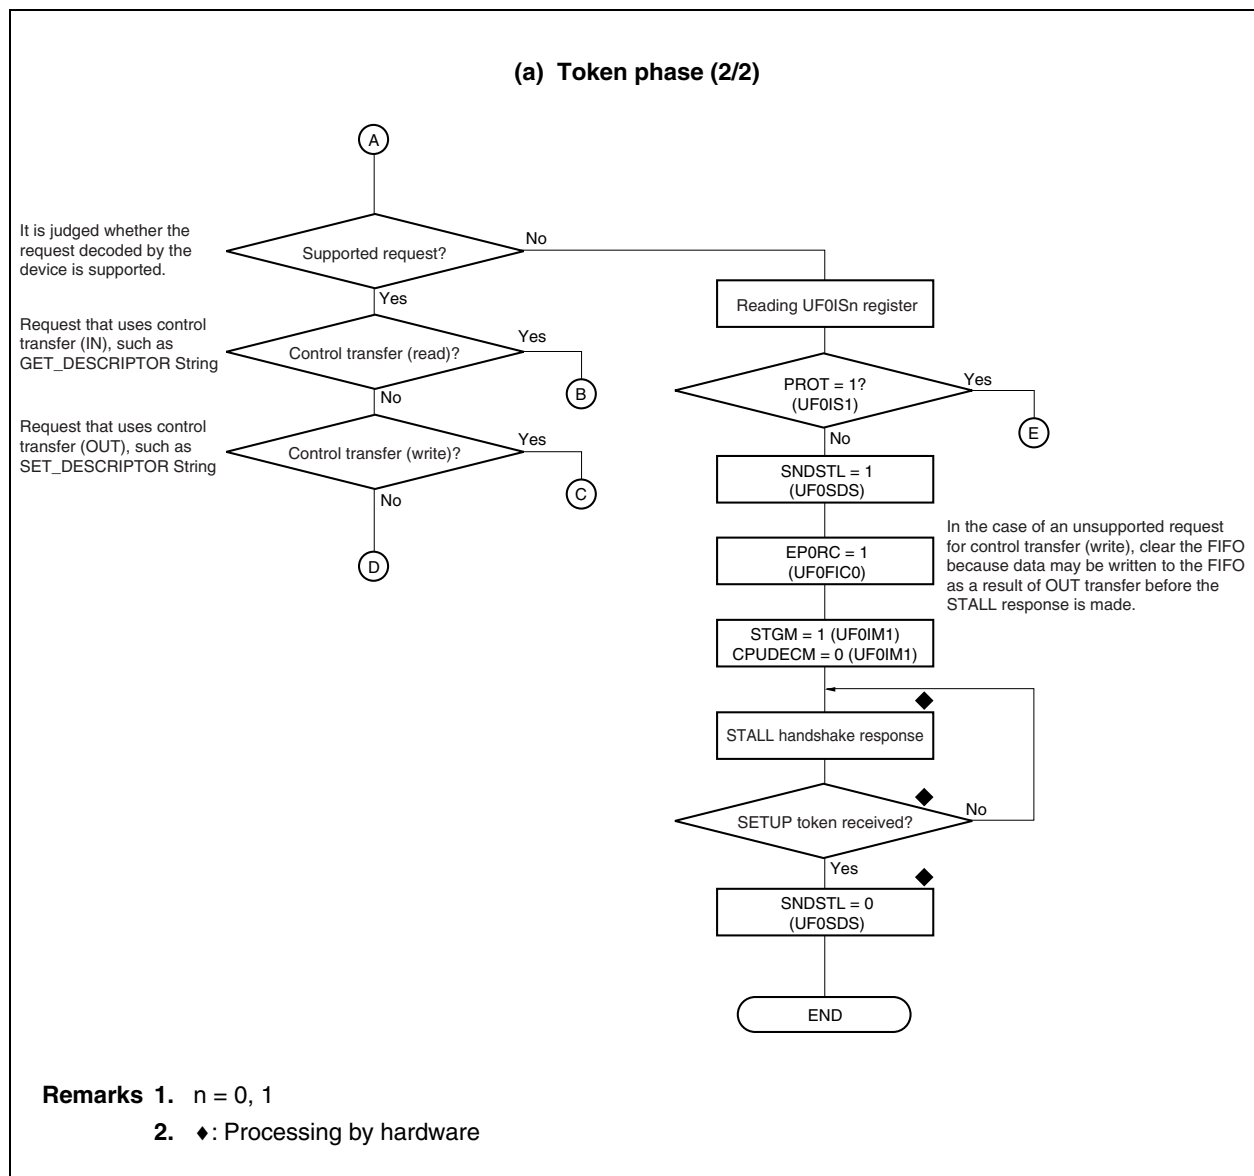 (a) Token phase (2/2)
A
It is judged whether the
request decoded by the
device is supported.
Supported request?
No
Yes
Reading UF0ISn register
Request that uses control
transfer (IN), such as
GET_DESCRIPTOR String
Control transfer (read)?
Yes
No
B
PROT = 1?
(UF0IS1)
Yes
No
E
Request that uses control
transfer (OUT), such as
SET_DESCRIPTOR String
Control transfer (write)?
Yes
No
C
D
SNDSTL = 1
(UF0SDS)
EP0RC = 1
(UF0FIC0)
In the case of an unsupported request
for control transfer (write), clear the FIFO
because data may be written to the FIFO
as a result of OUT transfer before the
STALL response is made.
STGM = 1 (UF0IM1)
CPUDECM = 0 (UF0IM1)
◆
STALL handshake response
◆
SETUP token received?
No
Yes
◆
SNDSTL = 0
(UF0SDS)
END
Remarks 1. n = 0, 1
2. ♦: Processing by hardware